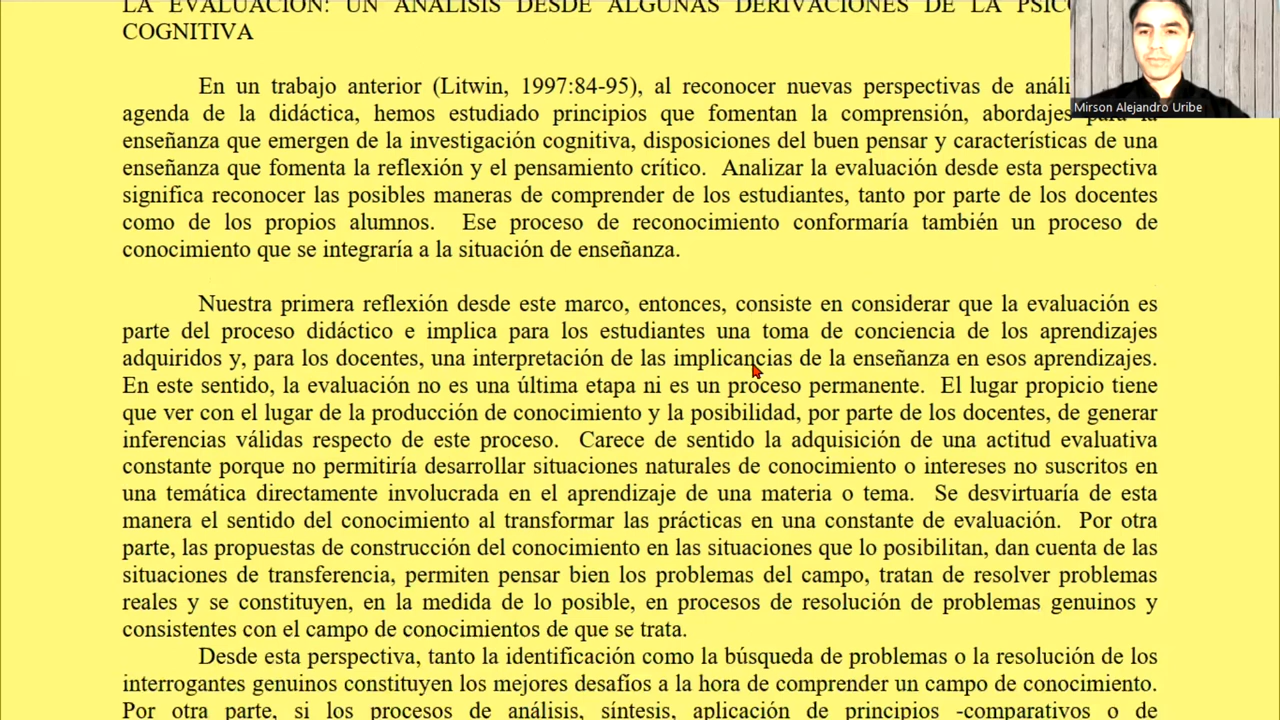 LA EVALUACIÓN: UN ANÁLISIS DESDE ALGUNAS DERIVACIONES DE LA
COGNITIVA
En un trabajo anterior (Litwin, 1997:84-95), al reconocer nuevas perspectivas de
agenda de la didáctica, hemos estudiado principios que fomentan la comprensión, abordajes para la
enseñanza que emergen de la investigación cognitiva, disposiciones del buen pensar y características de una
enseñanza que fomenta la reflexión y el pensamiento crítico. Analizar la evaluación desde esta perspectiva
significa reconocer las posibles maneras de comprender de los estudiantes, tanto por parte de los docentes
como de los propios alumnos. Ese proceso de reconocimiento conformaría también un proceso de
conocimiento que se integraría a la situación de enseñanza.
Nuestra primera reflexión desde este marco, entonces, consiste en considerar que la evaluación es
parte del proceso didáctico e implica para los estudiantes una toma de conciencia de los aprendizajes
adquiridos y, para los docentes, una interpretación de las implicancias de la enseñanza en esos aprendizajes.
En este sentido, la evaluación no es una última etapa ni es un proceso permanente. El lugar propicio tiene
que ver con el lugar de la producción de conocimiento y la posibilidad, por parte de los docentes, de generar
inferencias válidas respecto de este proceso. Carece de sentido la adquisición de una actitud evaluativa
constante porque no permitiría desarrollar situaciones naturales de conocimiento o intereses no suscritos en
una temática directamente involucrada en el aprendizaje de una materia o tema. Se desvirtuaría de esta
manera el sentido del conocimiento al transformar las prácticas en una constante de evaluación. Por otra
parte, las propuestas de construcción del conocimiento en las situaciones que lo posibilitan, dan cuenta de las
situaciones de transferencia, permiten pensar bien los problemas del campo, tratan de resolver problemas
reales y se constituyen, en la medida de lo posible, en procesos de resolución de problemas genuinos y
consistentes con el campo de conocimientos de que se trata.
Desde esta perspectiva, tanto la identificación como la búsqueda de problemas o la resolución de los
interrogantes genuinos constituyen los mejores desafíos a la hora de comprender un campo de conocimiento.
Por otra parte, si los procesos de análisis, síntesis, aplicación de principios -comparativos o de
Mirson Alejandro Uribe